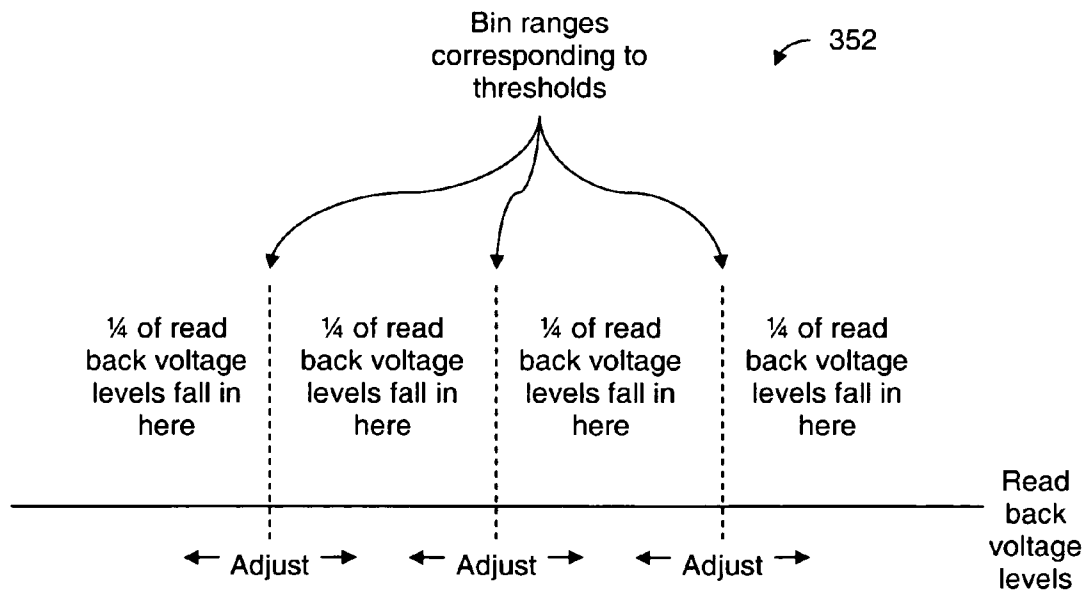 Bin ranges
corresponding to
thresholds
352
¼ of read
back voltage
levels fall in
here
¼ of read
back voltage
levels fall in
here
¼ of read
back voltage
levels fall in
here
¼ of read
back voltage
levels fall in
here
Read
back
voltage
levels
Adjust
Adjust
Adjust